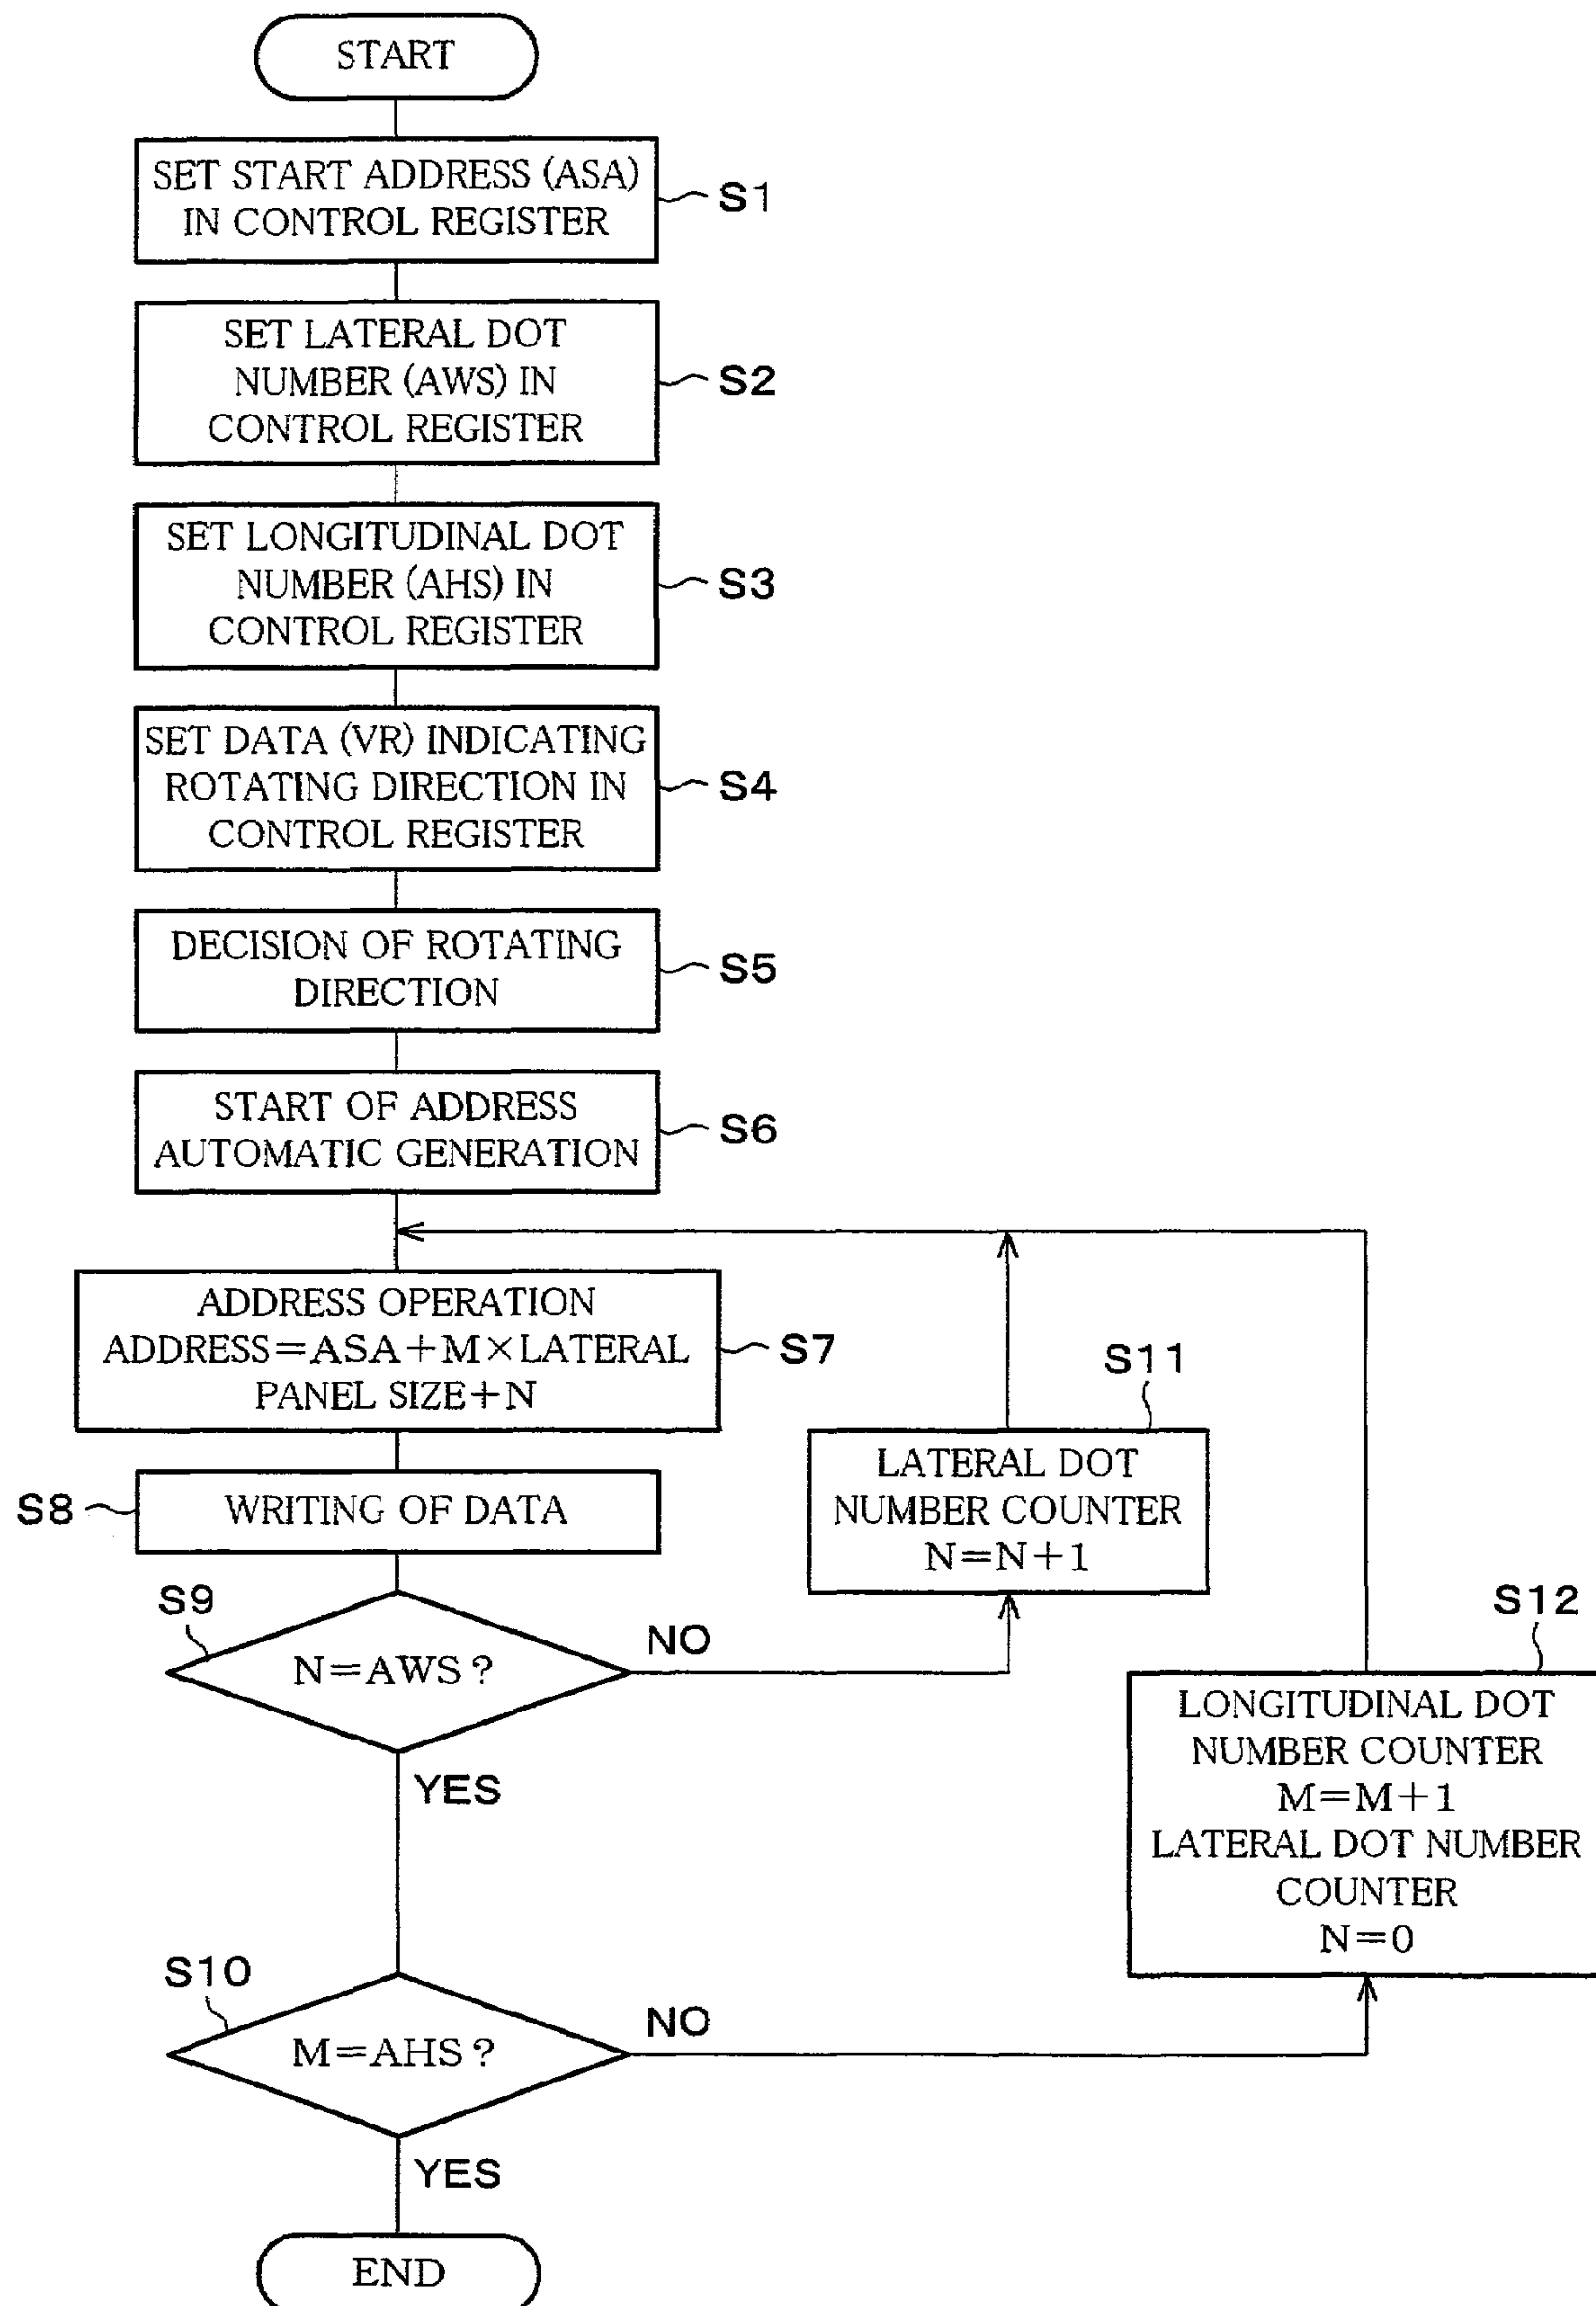 START
SET START ADDRESS (ASA)
IN CONTROL REGISTER
S1
SET LATERAL DOT
NUMBER (AWS) IN
CONTROL REGISTER
S2
SET LONGITUDINAL DOT
NUMBER (AHS) IN
CONTROL REGISTER
S3
SET DATA (VR) INDICATING
ROTATING DIRECTION IN
CONTROL REGISTER
S4
DECISION OF ROTATING
DIRECTION
S5
START OF ADDRESS
AUTOMATIC GENERATION
S6
ADDRESS OPERATION
ADDRESS=ASA+M×LATERAL
PANEL SIZE+N
S7
S8
WRITING OF DATA
S11
LATERAL DOT
NUMBER COUNTER
N=N+1
S9
N=AWS?
NO
YES
S12
LONGITUDINAL DOT
NUMBER COUNTER
M=M+1
LATERAL DOT NUMBER
COUNTER
N=0
S10
M=AHS?
NO
YES
END